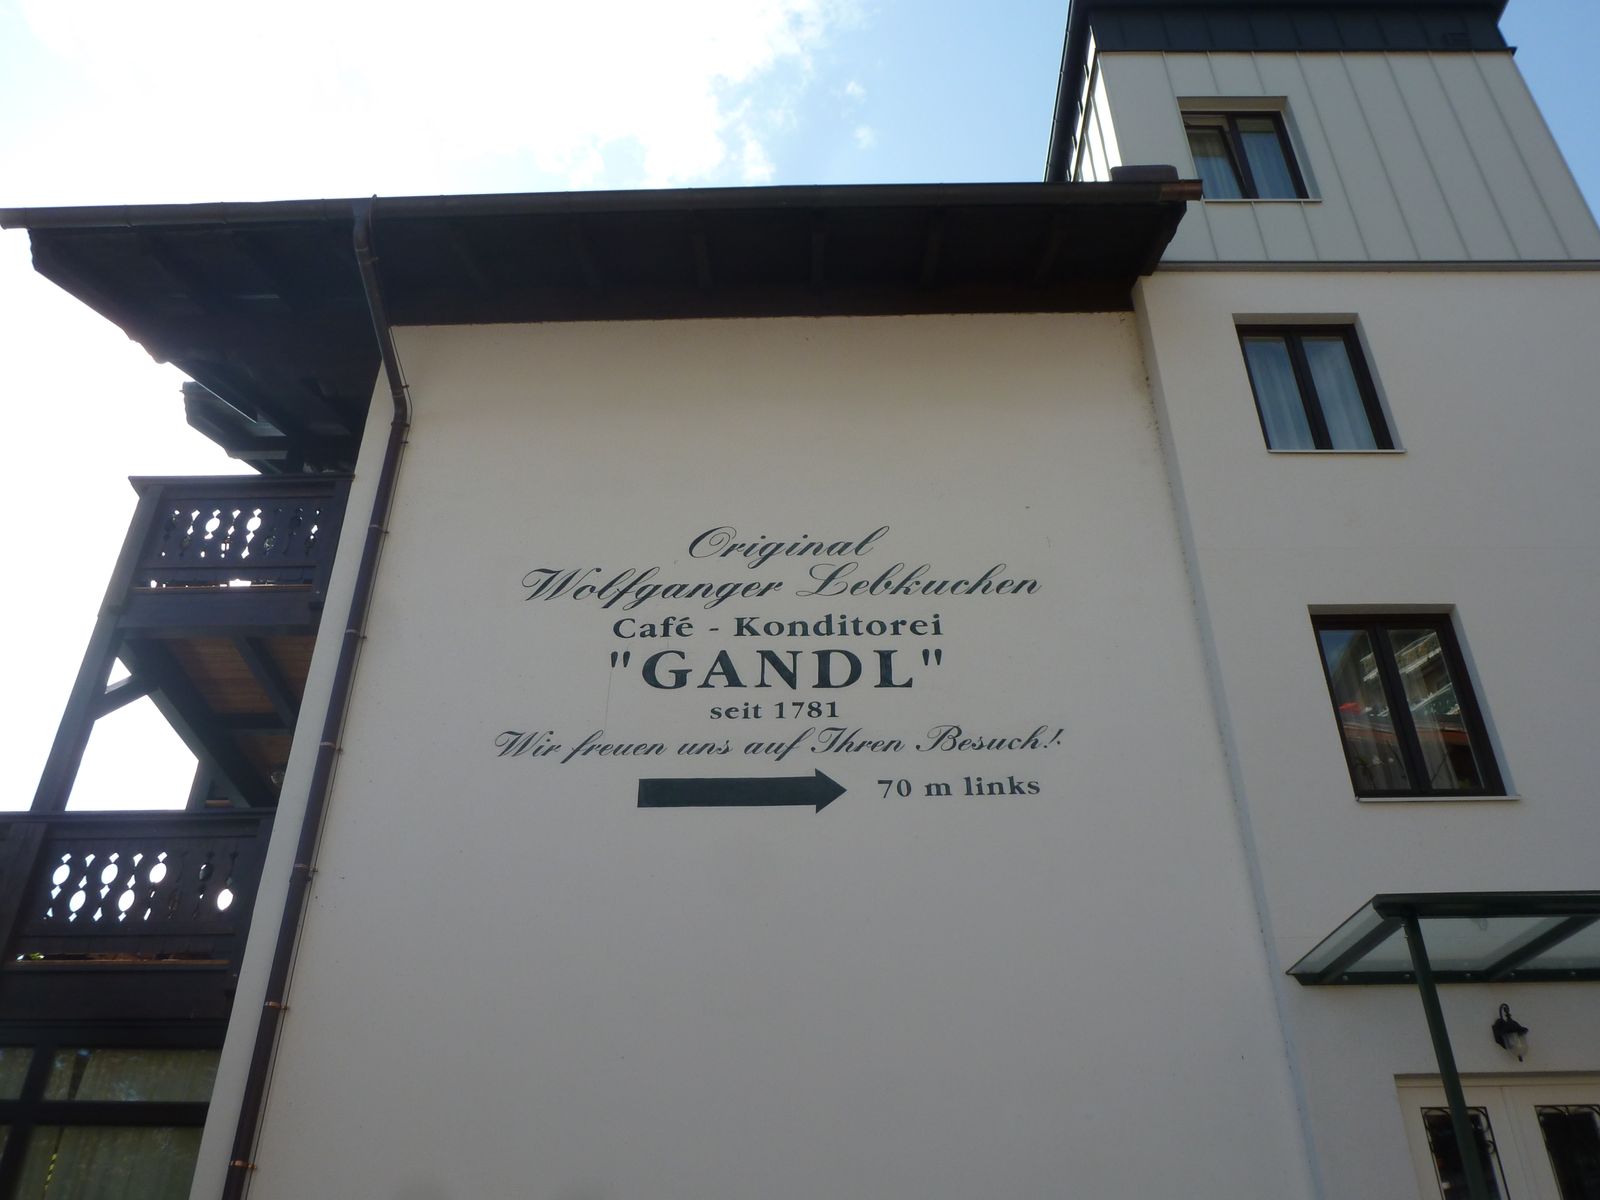 Original
Wolfganger Lebkuchen
Café - Konditorei
"GANDL"
seit 1781
Wir freuen uns auf Ihren Besuch!
70 m links